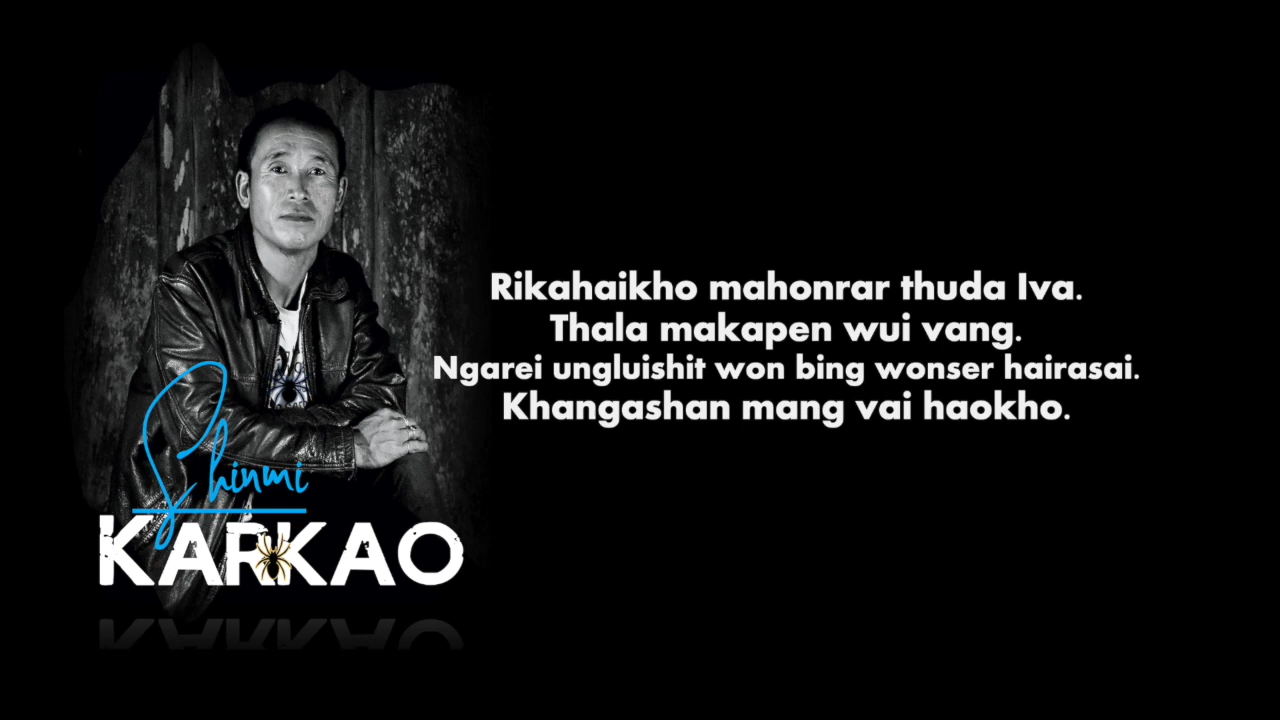 Rikahaikho mahonrar thuda Iva.
Thala makapen wui vang.
Ngarei ungluishit won bing wonser hairasai.
Khangashan mang vai haokho.
Shinmi
KARKAO